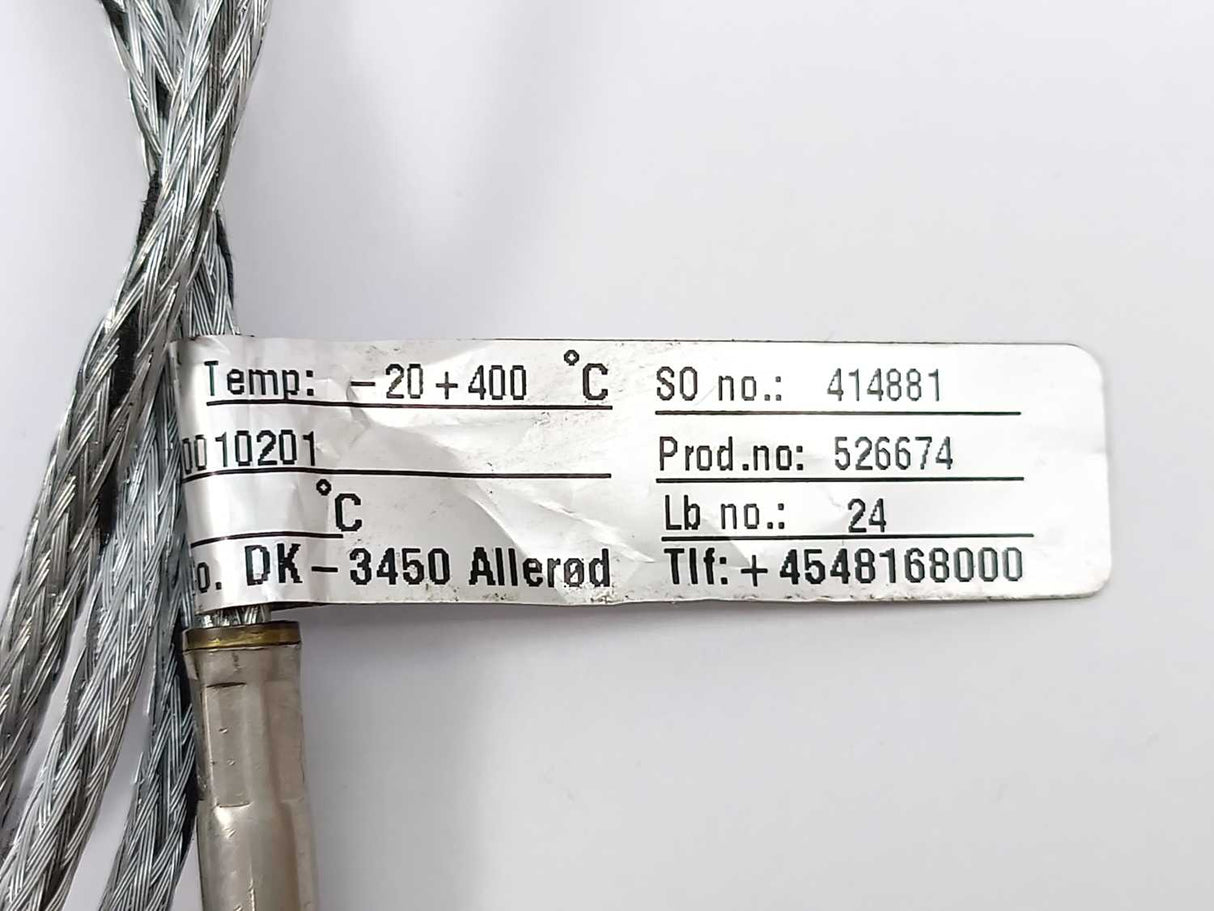 Temp: -20+400 °C SO no.: 414881
0010201 Prod.no: 526674
°C Lb no.: 24
o. DK-3450 Allerød Tlf: +4548168000